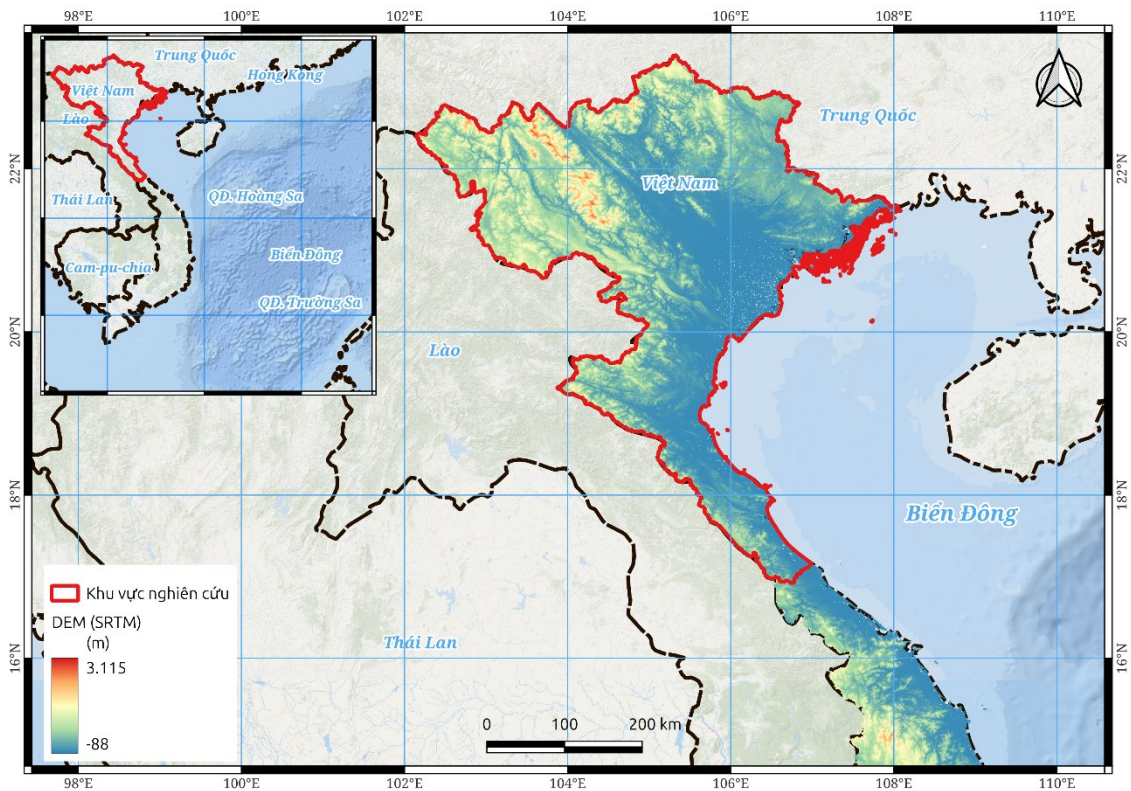 98°E 100°E 102°E 104°E 106°E 108°E 110°E
Trung Quốc
Hong Kong
Việt Nam
Lào
Thái Lan
QĐ. Hoàng Sa
Biển Đông
Cam-pu-chia
QĐ. Trường Sa
Trung Quốc
22°N 22°N
Việt Nam
20°N 20°N
Lào
18°N 18°N
Biển Đông
Khu vực nghiên cứu
DEM (SRTM)
(m)
3.115
-88
Thái Lan
16°N 16°N
0 100 200 km
98°E 100°E 102°E 104°E 106°E 108°E 110°E